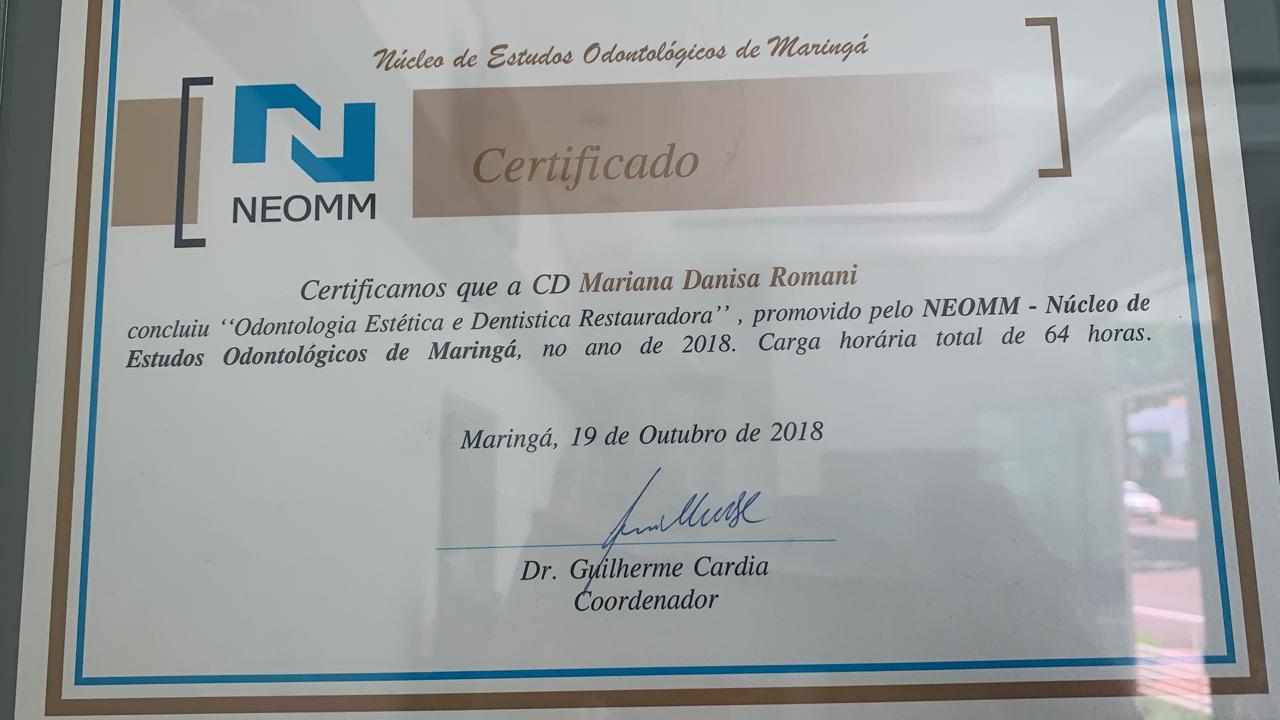 Núcleo de Estudos Odontológicos de Maringá
NEOMM
Certificado
Certificamos que a CD Mariana Danisa Romani
concluiu ‘‘Odontologia Estética e Dentistica Restauradora’’ , promovido pelo NEOMM - Núcleo de
Estudos Odontológicos de Maringá, no ano de 2018. Carga horária total de 64 horas.
Maringá, 19 de Outubro de 2018
Dr. Guilherme Cardia
Coordenador